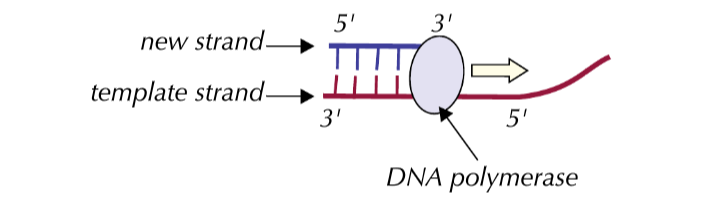 5' 3'
new strand
template strand
3' 5'
DNA polymerase